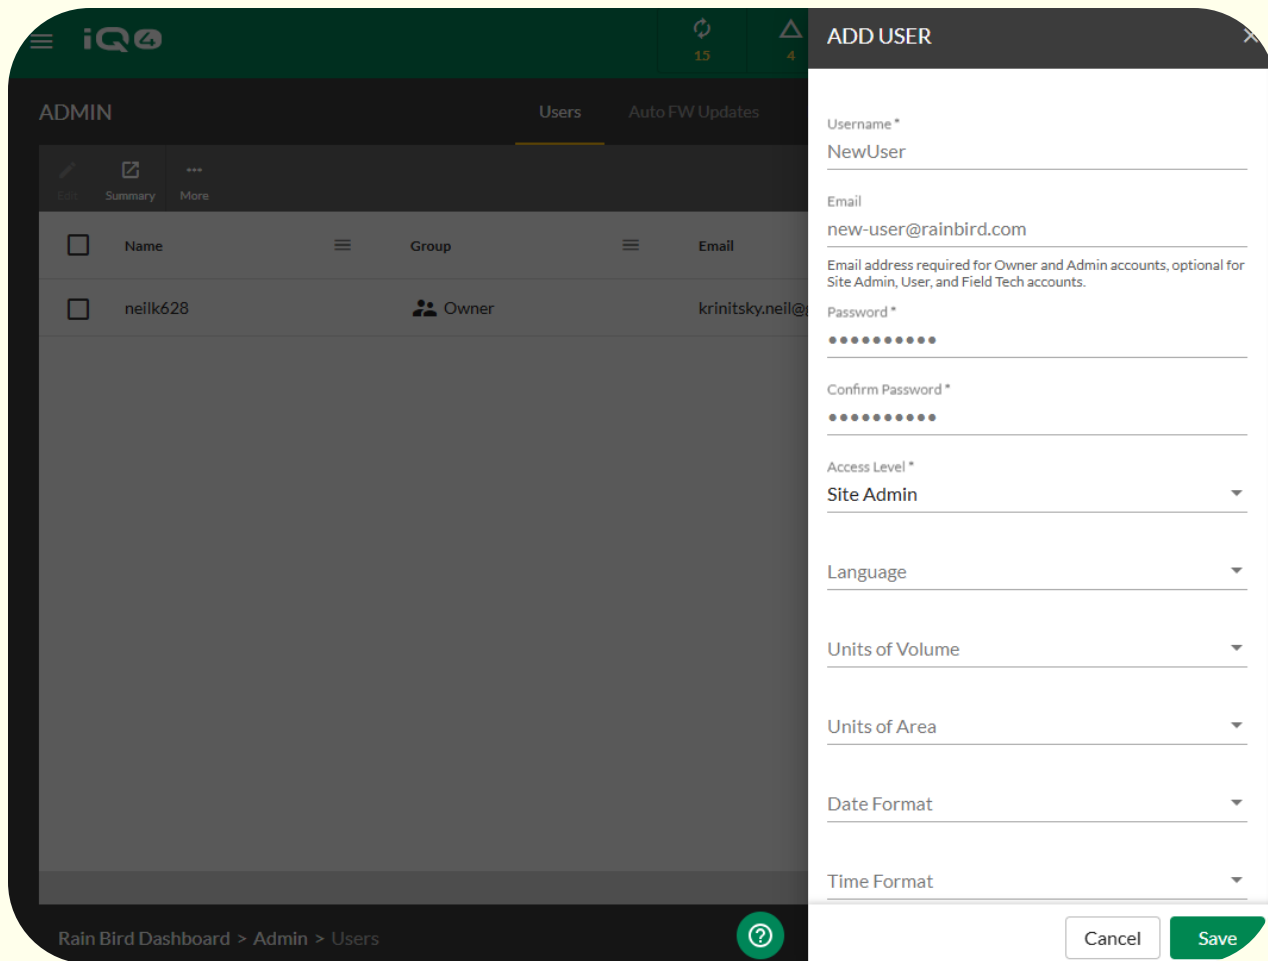 iQ4
15
4
ADD USER
ADMIN
Users
Auto FW Updates
Edit
Summary
More
Name
Group
Email
neilk628
Owner
krinitsky.neil@
Username *
NewUser
Email
new-user@rainbird.com
Email address required for Owner and Admin accounts, optional for
Site Admin, User, and Field Tech accounts.
Password *
••••••••••
Confirm Password *
••••••••••
Access Level *
Site Admin
Language
Units of Volume
Units of Area
Date Format
Time Format
Rain Bird Dashboard > Admin > Users
?
Cancel
Save